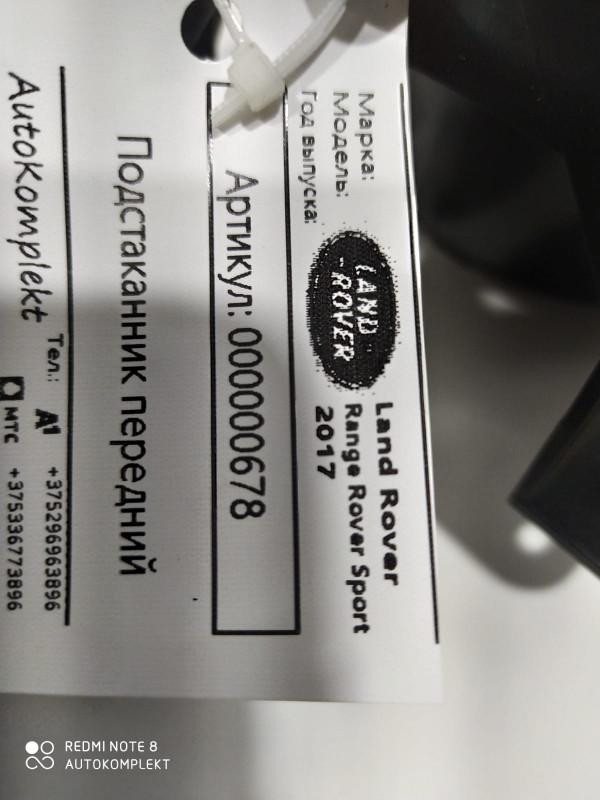 Марка:
Land Rover
Модель:
Range Rover Sport
Год выпуска:
2017
LAND
-ROVER
Артикул: 0000000678
Подстаканник передний
AutoKomplekt
Тел.:
A1
+375296963896
МТС
+375336773896
REDMI NOTE 8
AUTOKOMPLEKT